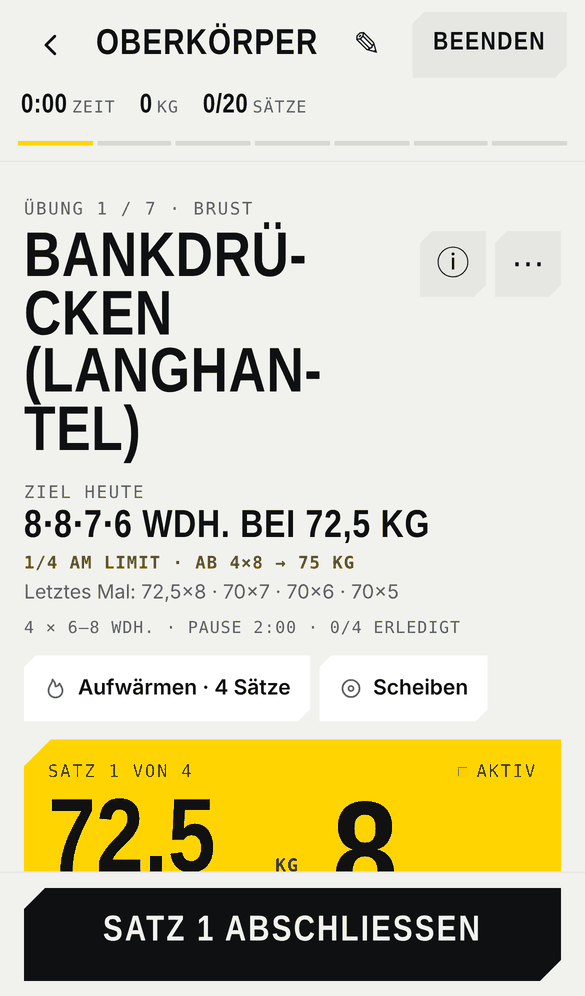 OBERKÖRPER
BEENDEN
0:00 ZEIT 0 KG 0/20 SÄTZE
ÜBUNG 1 / 7 · BRUST
BANKDRÜ-
CKEN
(LANGHAN-
TEL)
ZIEL HEUTE
8·8·7·6 WDH. BEI 72,5 KG
1/4 AM LIMIT · AB 4×8 → 75 KG
Letztes Mal: 72,5×8 · 70×7 · 70×6 · 70×5
4 × 6–8 WDH. · PAUSE 2:00 · 0/4 ERLEDIGT
Aufwärmen · 4 Sätze
Scheiben
SATZ 1 VON 4
AKTIV
72,5 KG 8
SATZ 1 ABSCHLIESSEN